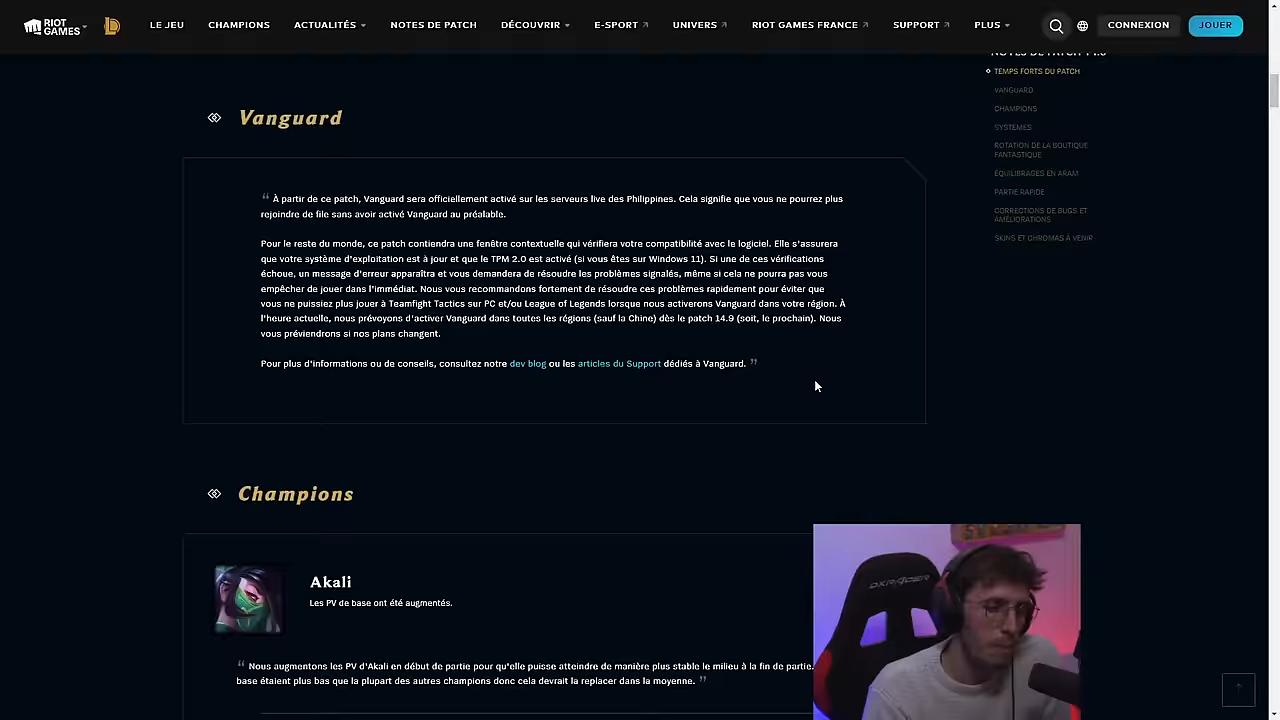 RIOT GAMES
LE JEU
CHAMPIONS
ACTUALITÉS
NOTES DE PATCH
DÉCOUVRIR
E-SPORT
UNIVERS
RIOT GAMES FRANCE
SUPPORT
PLUS
CONNEXION
JOUER
NOTES DE PATCH 14.8
TEMPS FORTS DU PATCH
VANGUARD
CHAMPIONS
SYSTÈMES
ROTATION DE LA BOUTIQUE
FANTASTIQUE
ÉQUILIBRAGES EN ARAM
PARTIE RAPIDE
CORRECTIONS DE BUGS ET
AMÉLIORATIONS
SKINS ET CHROMAS À VENIR
Vanguard
" À partir de ce patch, Vanguard sera officiellement activé sur les serveurs live des Philippines. Cela signifie que vous ne pourrez plus
rejoindre de file sans avoir activé Vanguard au préalable.
Pour le reste du monde, ce patch contiendra une fenêtre contextuelle qui vérifiera votre compatibilité avec le logiciel. Elle s'assurera
que votre système d'exploitation est à jour et que le TPM 2.0 est activé (si vous êtes sur Windows 11). Si une de ces vérifications
échoue, un message d'erreur apparaîtra et vous demandera de résoudre les problèmes signalés, même si cela ne pourra pas vous
empêcher de jouer dans l'immédiat. Nous vous recommandons fortement de résoudre ces problèmes rapidement pour éviter que
vous ne puissiez plus jouer à Teamfight Tactics sur PC et/ou League of Legends lorsque nous activerons Vanguard dans votre région. À
l'heure actuelle, nous prévoyons d'activer Vanguard dans toutes les régions (sauf la Chine) dès le patch 14.9 (soit, le prochain). Nous
vous préviendrons si nos plans changent.
Pour plus d'informations ou de conseils, consultez notre dev blog ou les articles du Support dédiés à Vanguard. "
Champions
Akali
Les PV de base ont été augmentés.
" Nous augmentons les PV d'Akali en début de partie pour qu'elle puisse atteindre de manière plus stable le milieu à la fin de partie.
base étaient plus bas que la plupart des autres champions donc cela devrait la replacer dans la moyenne. "
DXRACER